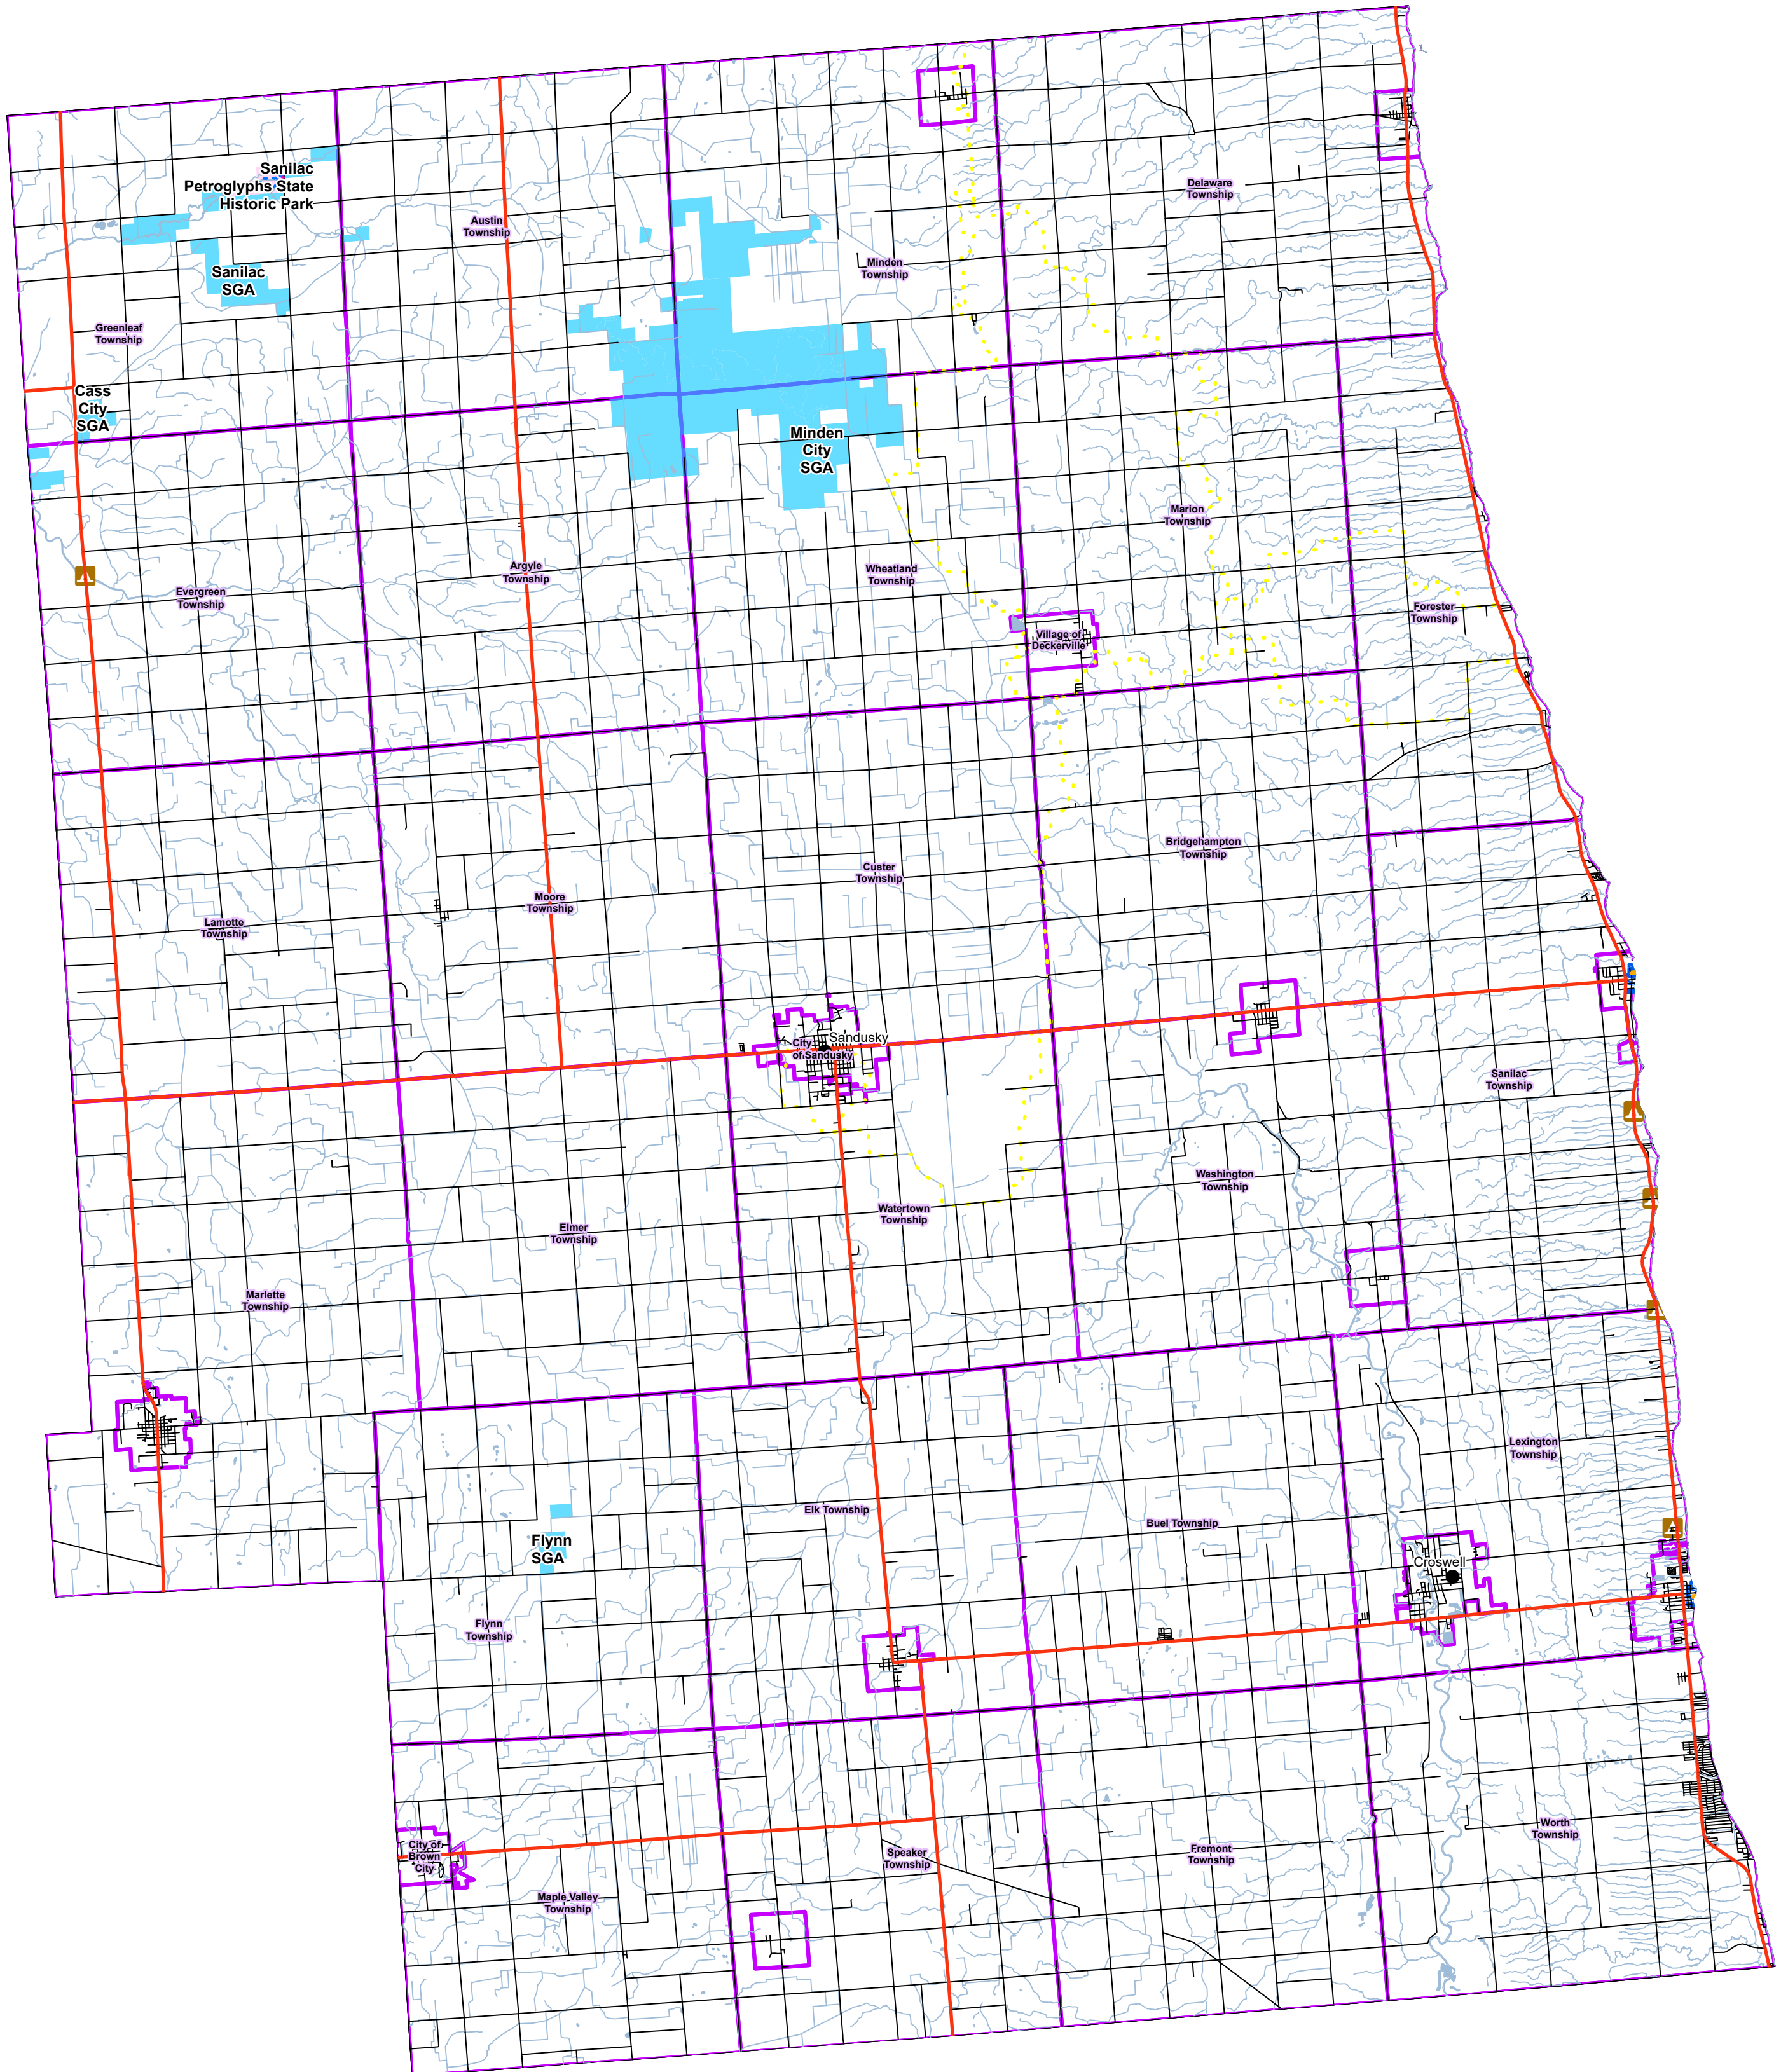 Sanilac
Petroglyphs State
Historic Park
Delaware
Township
Austin
Township
Minden
Township
Sanilac
SGA
Greenleaf
Township
Cass
City
SGA
Minden
City
SGA
Marion
Township
Argyle
Township
Wheatland
Township
Evergreen
Township
Forester
Township
Village of
Deckerville
Bridgehampton
Township
Custer
Township
Moore
Township
Lamotte
Township
Sandusky
City
of Sandusky
Sanilac
Township
Washington
Township
Watertown
Township
Elmer
Township
Marlette
Township
Lexington
Township
Elk Township
Buel Township
Flynn
SGA
Croswell
Flynn
Township
Worth
Township
City of
Brown
City
Speaker
Township
Fremont
Township
Maple Valley
Township